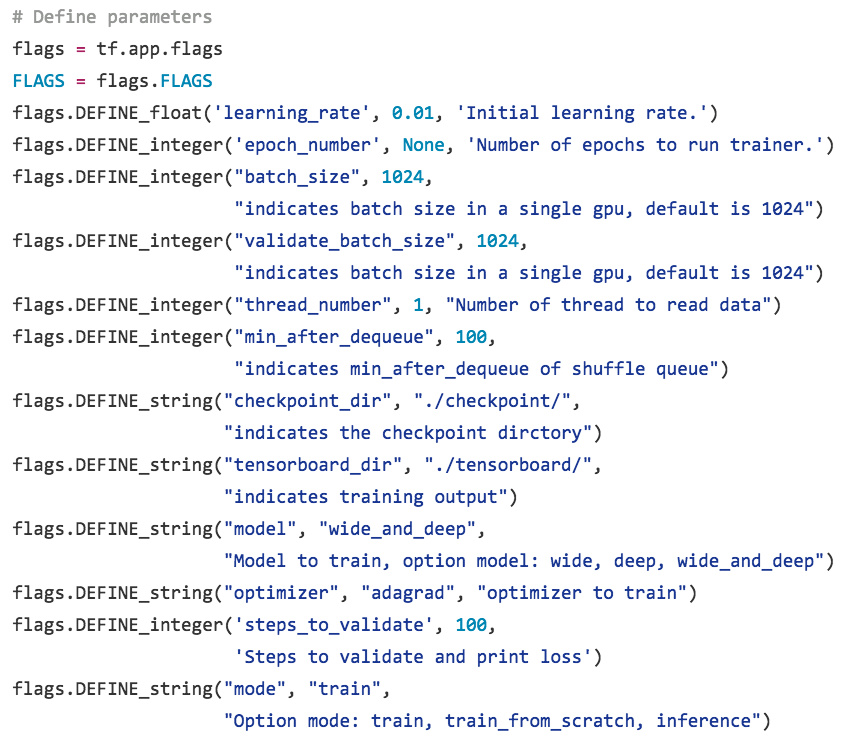 # Define parameters
flags = tf.app.flags
FLAGS = flags.FLAGS
flags.DEFINE_float('learning_rate', 0.01, 'Initial learning rate.')
flags.DEFINE_integer('epoch_number', None, 'Number of epochs to run trainer.')
flags.DEFINE_integer("batch_size", 1024,
                     "indicates batch size in a single gpu, default is 1024")
flags.DEFINE_integer("validate_batch_size", 1024,
                     "indicates batch size in a single gpu, default is 1024")
flags.DEFINE_integer("thread_number", 1, "Number of thread to read data")
flags.DEFINE_integer("min_after_dequeue", 100,
                     "indicates min_after_dequeue of shuffle queue")
flags.DEFINE_string("checkpoint_dir", "./checkpoint/",
                    "indicates the checkpoint dirctory")
flags.DEFINE_string("tensorboard_dir", "./tensorboard/",
                    "indicates training output")
flags.DEFINE_string("model", "wide_and_deep",
                    "Model to train, option model: wide, deep, wide_and_deep")
flags.DEFINE_string("optimizer", "adagrad", "optimizer to train")
flags.DEFINE_integer('steps_to_validate', 100,
                     'Steps to validate and print loss')
flags.DEFINE_string("mode", "train",
                    "Option mode: train, train_from_scratch, inference")